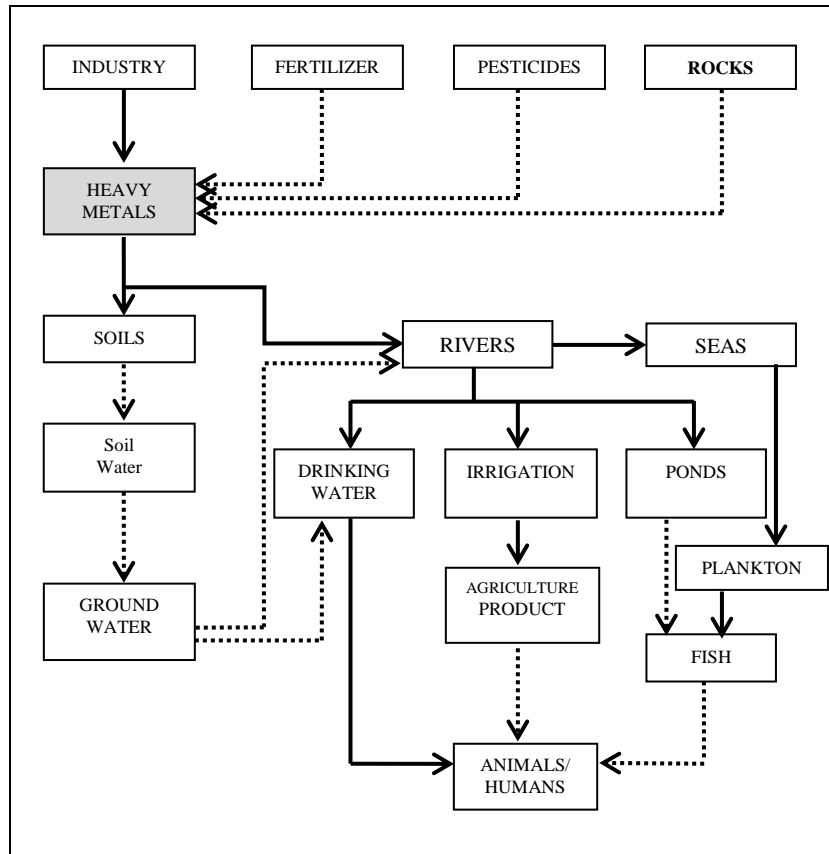 INDUSTRY
FERTILIZER
PESTICIDES
ROCKS
HEAVY
METALS
SOILS
RIVERS
SEAS
Soil
Water
DRINKING
WATER
IRRIGATION
PONDS
PLANKTON
AGRICULTURE
PRODUCT
GROUND
WATER
FISH
ANIMALS/
HUMANS